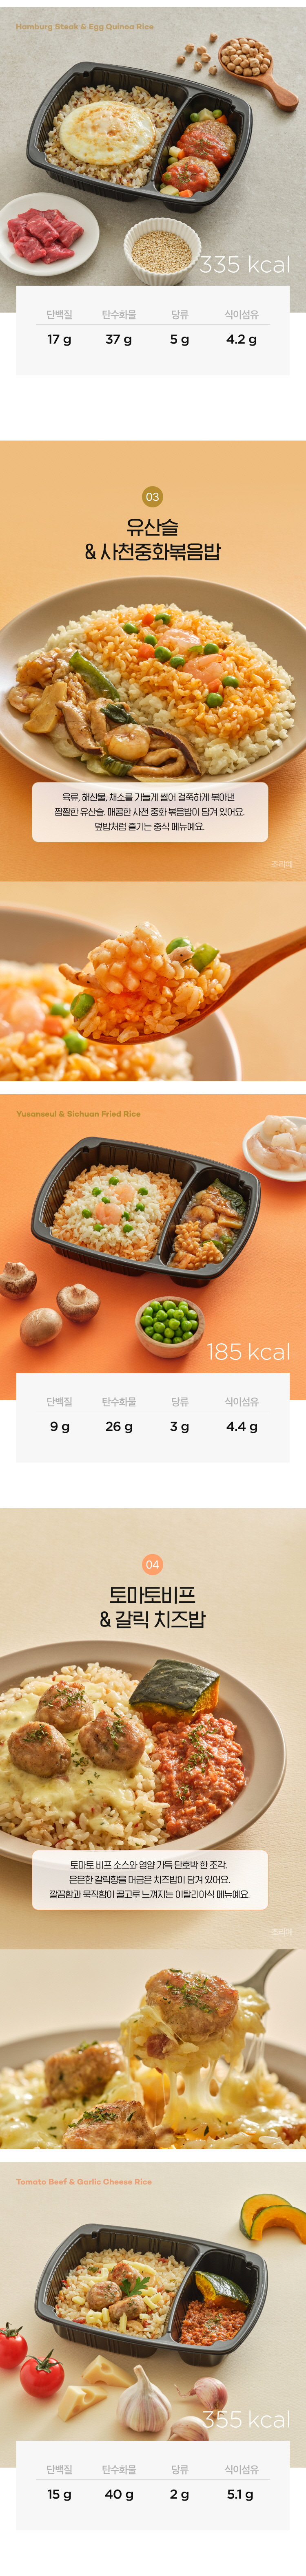 Hamburg Steak & Egg Quinoa Rice
335 kcal
단백질 탄수화물 당류 식이섬유
17 g 37 g 5 g 4.2 g
03
유산슬
& 사천중화볶음밥
육류, 해산물, 채소를 가늘게 썰어 걸쭉하게 볶아낸
짭짤한 유산슬. 매콤한 사천 중화 볶음밥이 담겨 있어요.
덮밥처럼 즐기는 중식 메뉴예요.
조리예
Yusanseul & Sichuan Fried Rice
185 kcal
단백질 탄수화물 당류 식이섬유
9 g 26 g 3 g 4.4 g
04
토마토비프
& 갈릭 치즈밥
토마토 비프 소스와 영양 가득 단호박 한 조각.
은은한 갈릭향을 머금은 치즈밥이 담겨 있어요.
깔끔함과 묵직함이 골고루 느껴지는 이탈리아식 메뉴예요.
조리예
Tomato Beef & Garlic Cheese Rice
355 kcal
단백질 탄수화물 당류 식이섬유
15 g 40 g 2 g 5.1 g